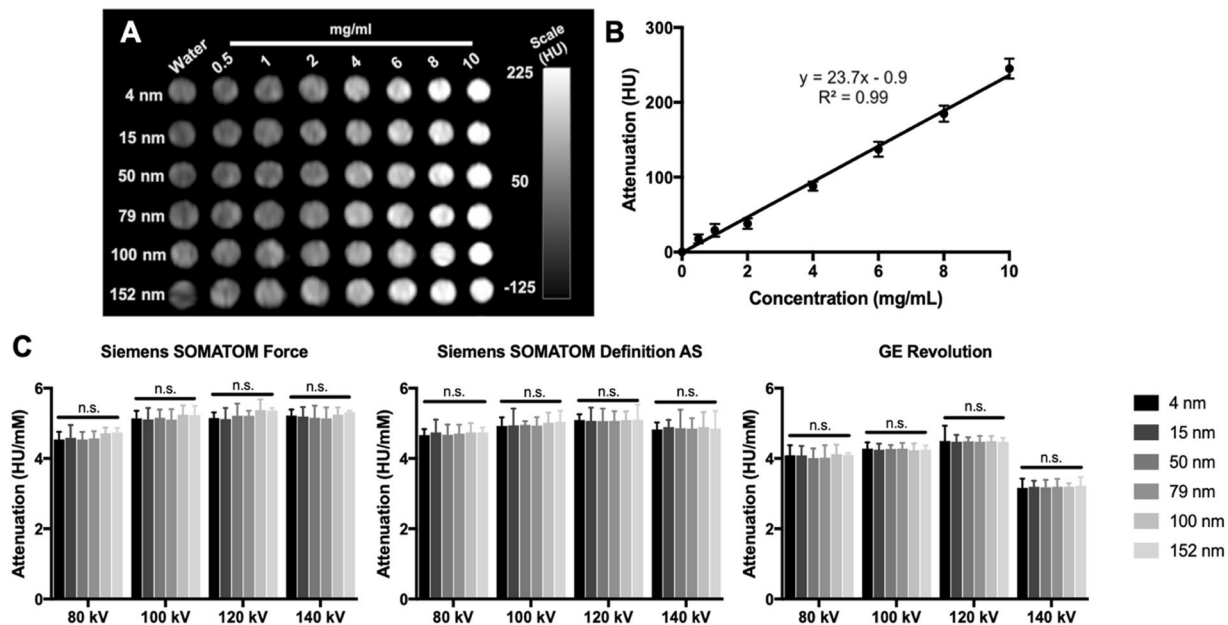 A
mg/ml
Water 0.5 1 2 4 6 8 10
Scale
(HU)
225
4 nm
15 nm
50 nm
50
79 nm
100 nm
-125
152 nm
B
300
200
100
0
Attenuation (HU)
y = 23.7x - 0.9
R² = 0.99
0 2 4 6 8 10
Concentration (mg/mL)
C
Siemens SOMATOM Force
Attenuation (HU/mM)
6
4
2
0
n.s. n.s. n.s. n.s.
80 kV 100 kV 120 kV 140 kV
Siemens SOMATOM Definition AS
Attenuation (HU/mM)
6
4
2
0
n.s. n.s. n.s. n.s.
80 kV 100 kV 120 kV 140 kV
GE Revolution
Attenuation (HU/mM)
6
4
2
0
n.s. n.s. n.s. n.s.
80 kV 100 kV 120 kV 140 kV
4 nm
15 nm
50 nm
79 nm
100 nm
152 nm